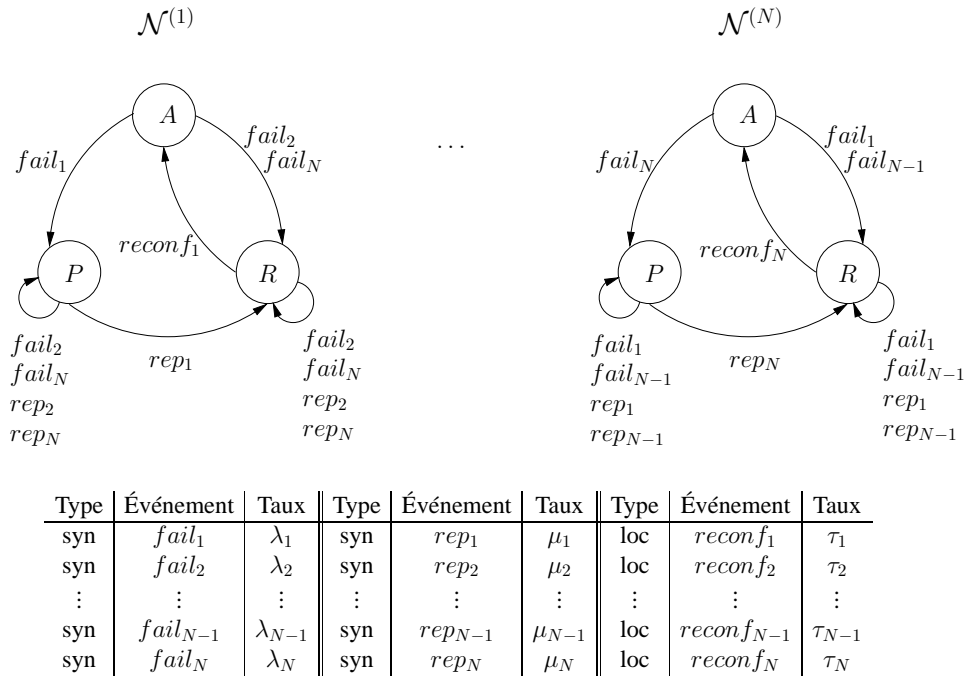 𝒩^(1) 𝒩^(N)
A A
fail_1 fail_2
fail_N
...
fail_N fail_1
fail_{N−1}
reconf_1 reconf_N
P R P R
rep_1 rep_N
fail_2
fail_N
rep_2
rep_N
fail_2
fail_N
rep_2
rep_N
fail_1
fail_{N−1}
rep_1
rep_{N−1}
fail_1
fail_{N−1}
rep_1
rep_{N−1}
Type Événement Taux Type Événement Taux Type Événement Taux
syn fail_1 λ_1 syn rep_1 μ_1 loc reconf_1 τ_1
syn fail_2 λ_2 syn rep_2 μ_2 loc reconf_2 τ_2
⋮ ⋮ ⋮ ⋮ ⋮ ⋮ ⋮ ⋮ ⋮
syn fail_{N−1} λ_{N−1} syn rep_{N−1} μ_{N−1} loc reconf_{N−1} τ_{N−1}
syn fail_N λ_N syn rep_N μ_N loc reconf_N τ_N